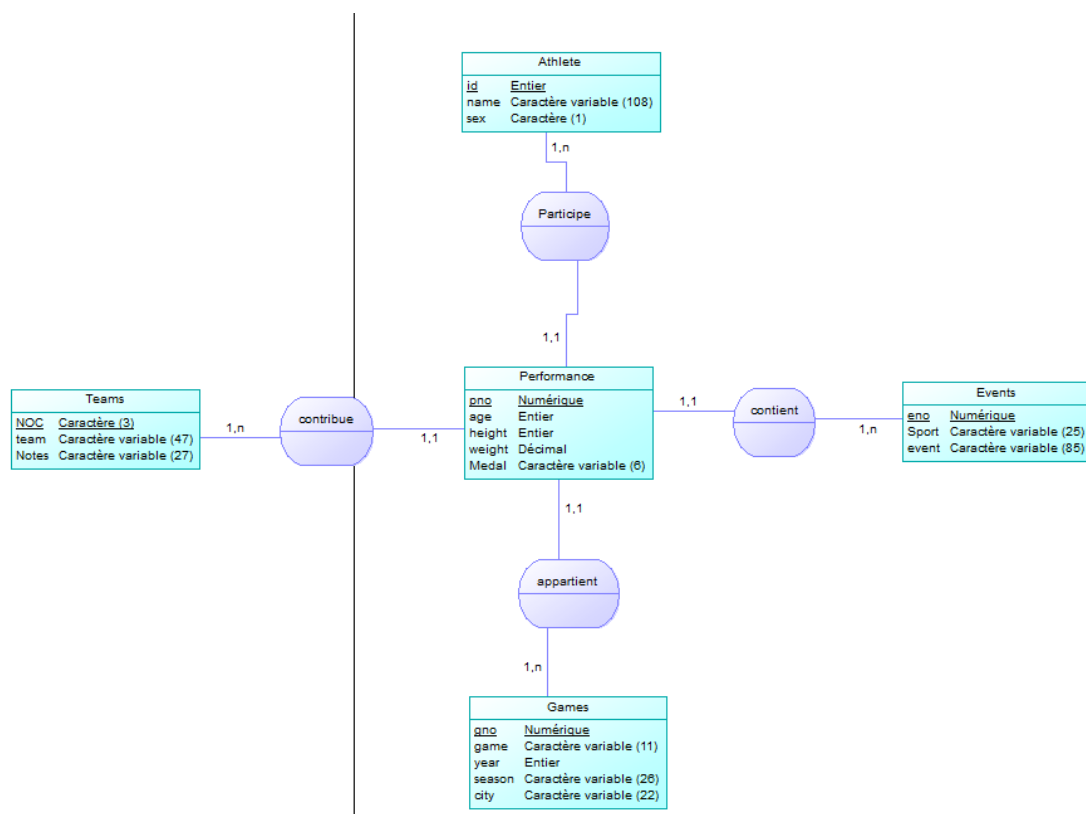 Athlete
id Entier
name Caractère variable (108)
sex Caractère (1)
1,n
Participe
1,1
Performance
pno Numérique
age Entier
height Entier
weight Décimal
Medal Caractère variable (6)
Teams
NOC Caractère (3)
team Caractère variable (47)
Notes Caractère variable (27)
1,n
contribue
1,1
1,1
contient
1,n
Events
eno Numérique
Sport Caractère variable (25)
event Caractère variable (85)
1,1
appartient
1,n
Games
gno Numérique
game Caractère variable (11)
year Entier
season Caractère variable (26)
city Caractère variable (22)